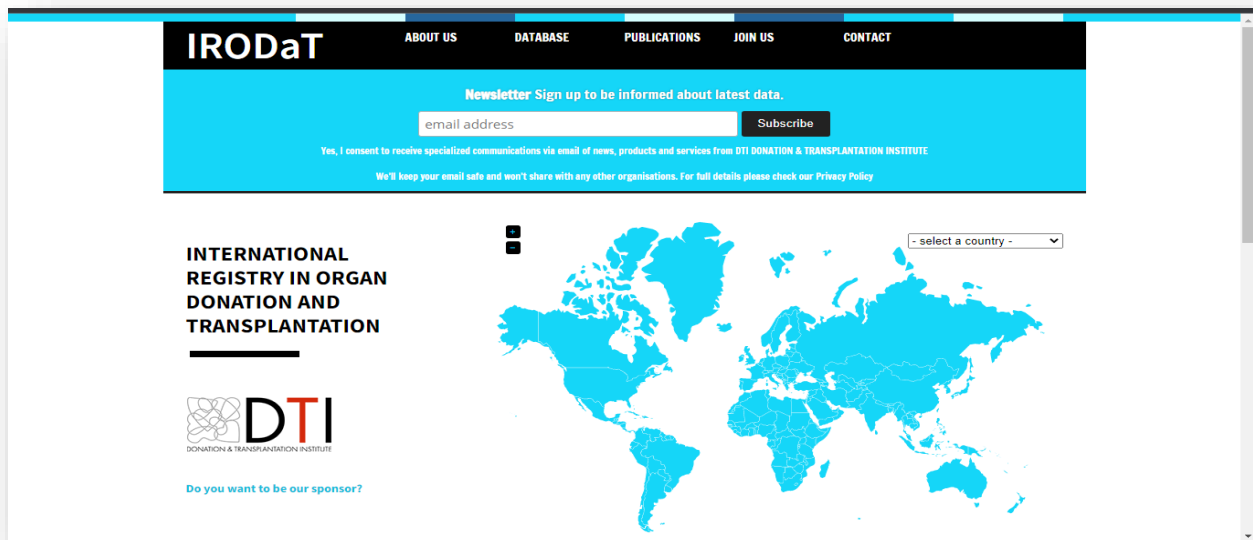 IRODaT
ABOUT US
DATABASE
PUBLICATIONS
JOIN US
CONTACT
Newsletter Sign up to be informed about latest data.
email address
Subscribe
Yes, I consent to receive specialized communications via email of news, products and services from DTI DONATION & TRANSPLANTATION INSTITUTE
We'll keep your email safe and won't share with any other organisations. For full details please check our Privacy Policy
+
-
- select a country -
INTERNATIONAL
REGISTRY IN ORGAN
DONATION AND
TRANSPLANTATION
DTI
DONATION & TRANSPLANTATION INSTITUTE
Do you want to be our sponsor?